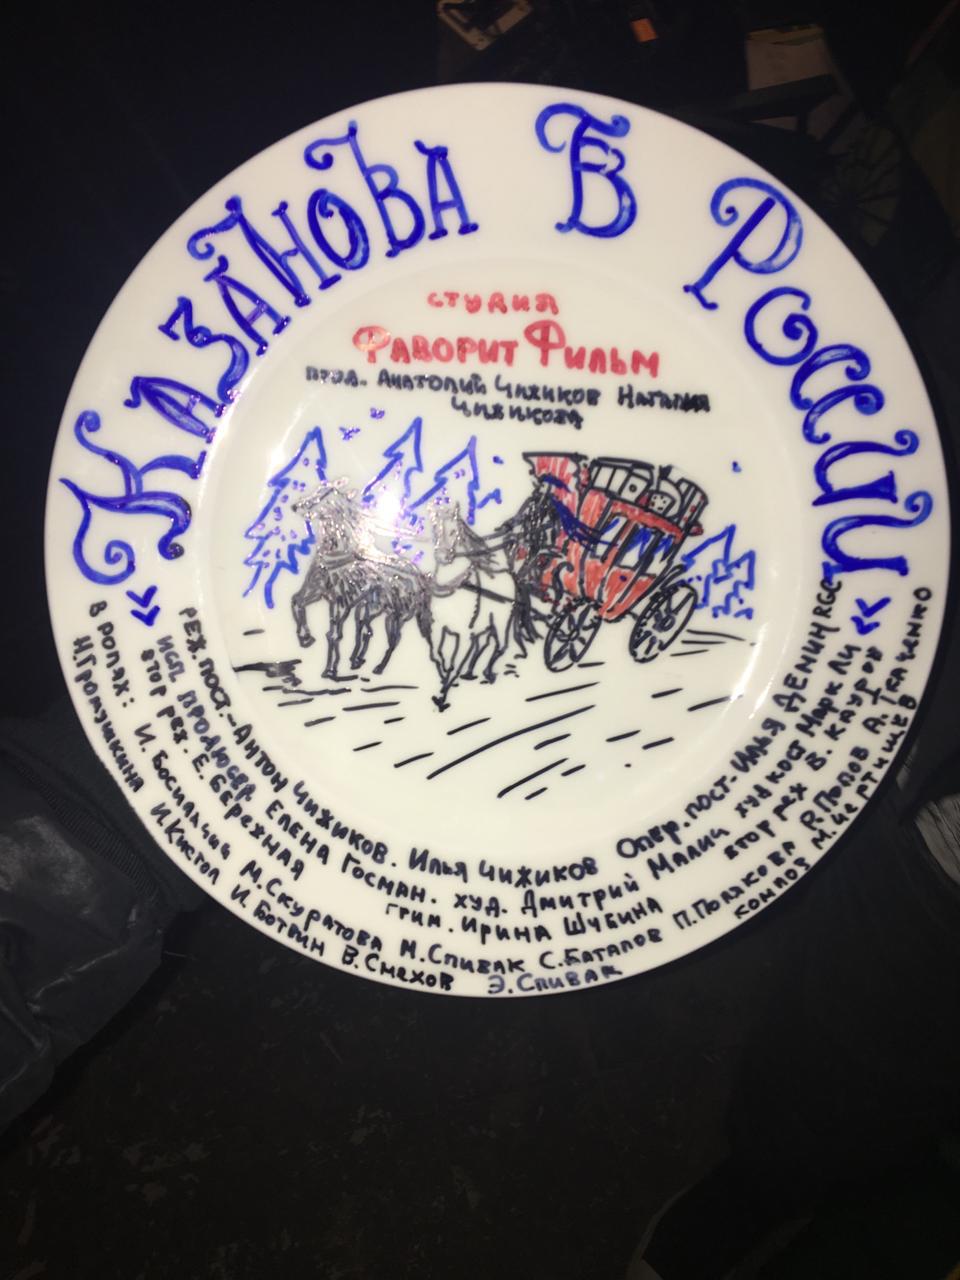 «КАЗАНОВА В РОССИИ»
студия
ФАВОРИТ ФИЛЬМ
прод. Анатолий Чижиков Наталия
Чижикова
РЕЖ. ПОСТ.-АНТОН ЧИЖИКОВ. ИЛЬЯ ЧИЖИКОВ ОПЕР. ПОСТ-ИЛЬЯ ДЕМИН RGC
ИСП. ПРОДЮСЕР ЕЛЕНА ГОСМАН. ХУД. ДМИТРИЙ МАЛИЧ ХУД КОСТ МАРК ЛИ
ВТОР РЕЖ.-Е. БЕРЕЖНАЯ ГРИМ. ИРИНА ШУБИНА ВТОР РЕЖ В. КАУРОВ
В РОЛЯХ: И. М. СКУРАТОВА М. СПИВАК С. БАТАЛОВ П. ПОЛЯКОВА Р. ПОПОВ А. ТКАЧЕНКО
Н. ГРОМУШКИНА И. КИСТОЛ И. БОТВИН В. СМЕХОВ Э. СПИВАК КОМПОЗ М. ЧЕРТИЩЕВ